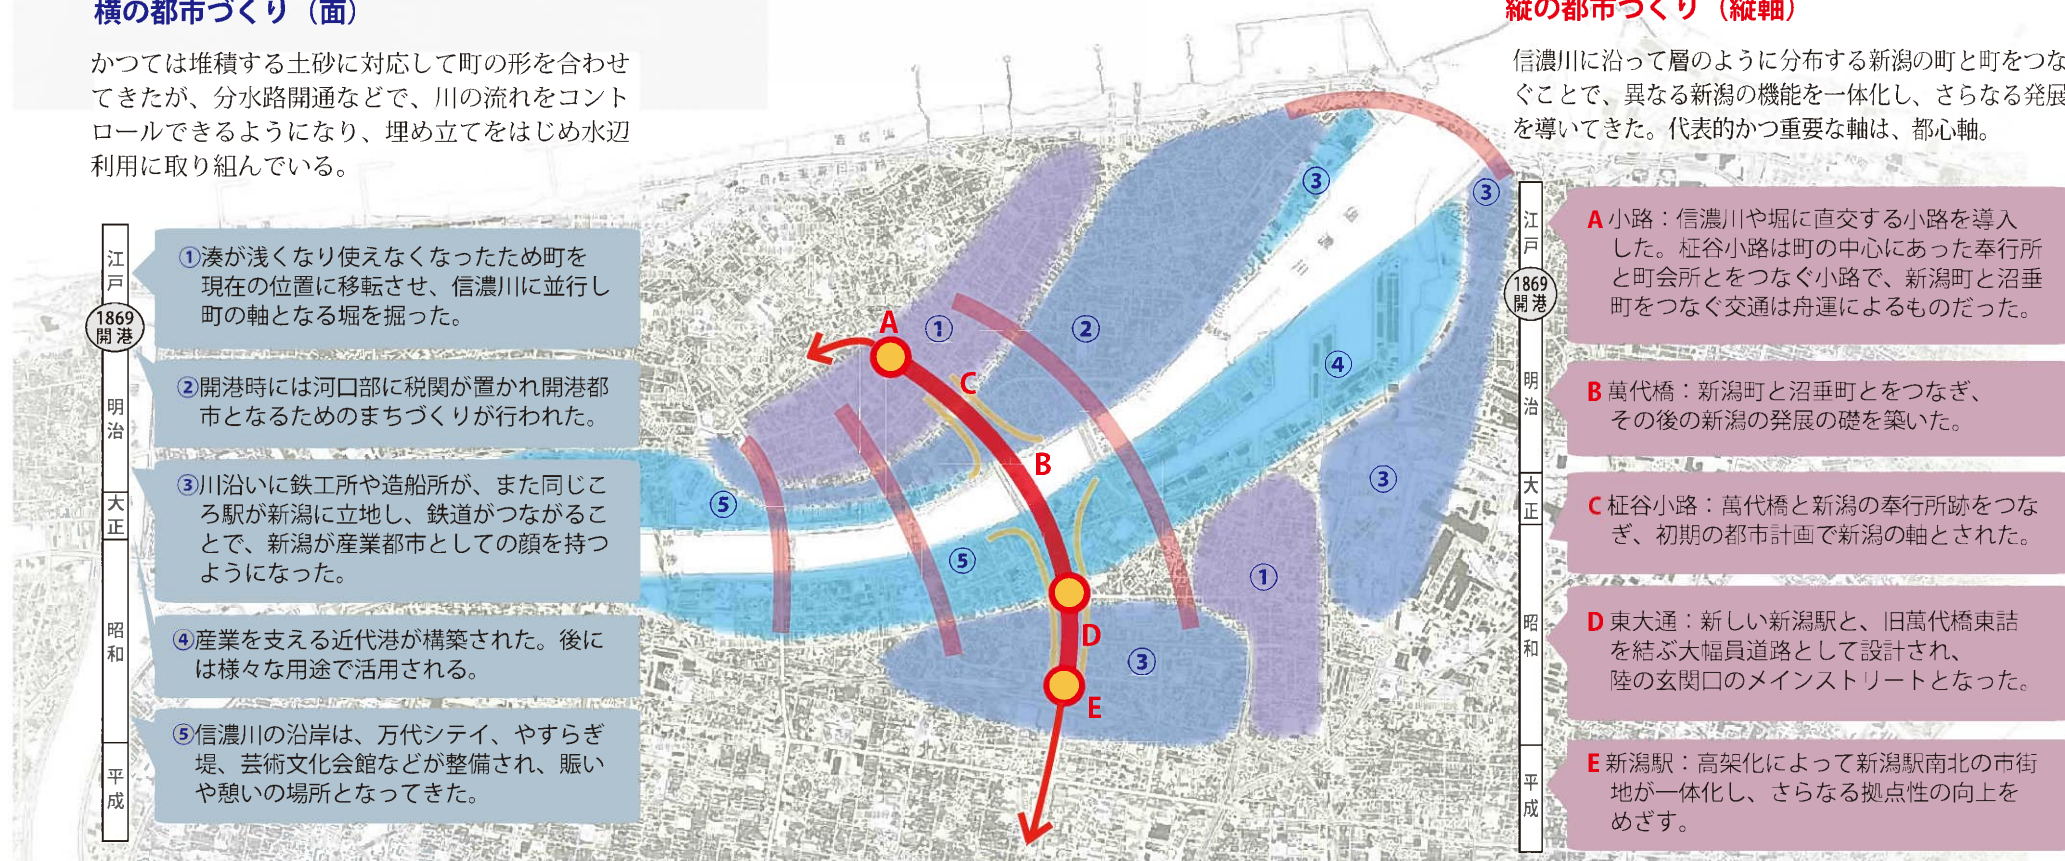 横の都市づくり（面）
かつては堆積する土砂に対応して町の形を合わせ
てきたが、分水路開通などで、川の流れをコント
ロールできるようになり、埋め立てをはじめ水辺
利用に取り組んでいる。
江戸
1869
開港
明治
大正
昭和
平成
①湊が浅くなり使えなくなったため町を
現在の位置に移転させ、信濃川に並行し
町の軸となる堀を掘った。
②開港時には河口部に税関が置かれ開港都
市となるためのまちづくりが行われた。
③川沿いに鉄工所や造船所が、また同じこ
ろ駅が新潟に立地し、鉄道がつながるこ
とで、新潟が産業都市としての顔を持つ
ようになった。
④産業を支える近代港が構築された。後に
は様々な用途で活用される。
⑤信濃川の沿岸は、万代シテイ、やすらぎ
堤、芸術文化会館などが整備され、賑い
や憩いの場所となってきた。
③
③
A
①
②
④
C
B
③
⑤
⑤
①
D
③
E
縦の都市づくり（縦軸）
信濃川に沿って層のように分布する新潟の町と町をつな
ぐことで、異なる新潟の機能を一体化し、さらなる発展
を導いてきた。代表的かつ重要な軸は、都心軸。
江戸
1869
開港
明治
大正
昭和
平成
A 小路：信濃川や堀に直交する小路を導入
した。柾谷小路は町の中心にあった奉行所
と町会所とをつなぐ小路で、新潟町と沼垂
町をつなぐ交通は舟運によるものだった。
B 萬代橋：新潟町と沼垂町とをつなぎ、
その後の新潟の発展の礎を築いた。
C 柾谷小路：萬代橋と新潟の奉行所跡をつな
ぎ、初期の都市計画で新潟の軸とされた。
D 東大通：新しい新潟駅と、旧萬代橋東詰
を結ぶ大幅員道路として設計され、
陸の玄関口のメインストリートとなった。
E 新潟駅：高架化によって新潟駅南北の市街
地が一体化し、さらなる拠点性の向上を
めざす。